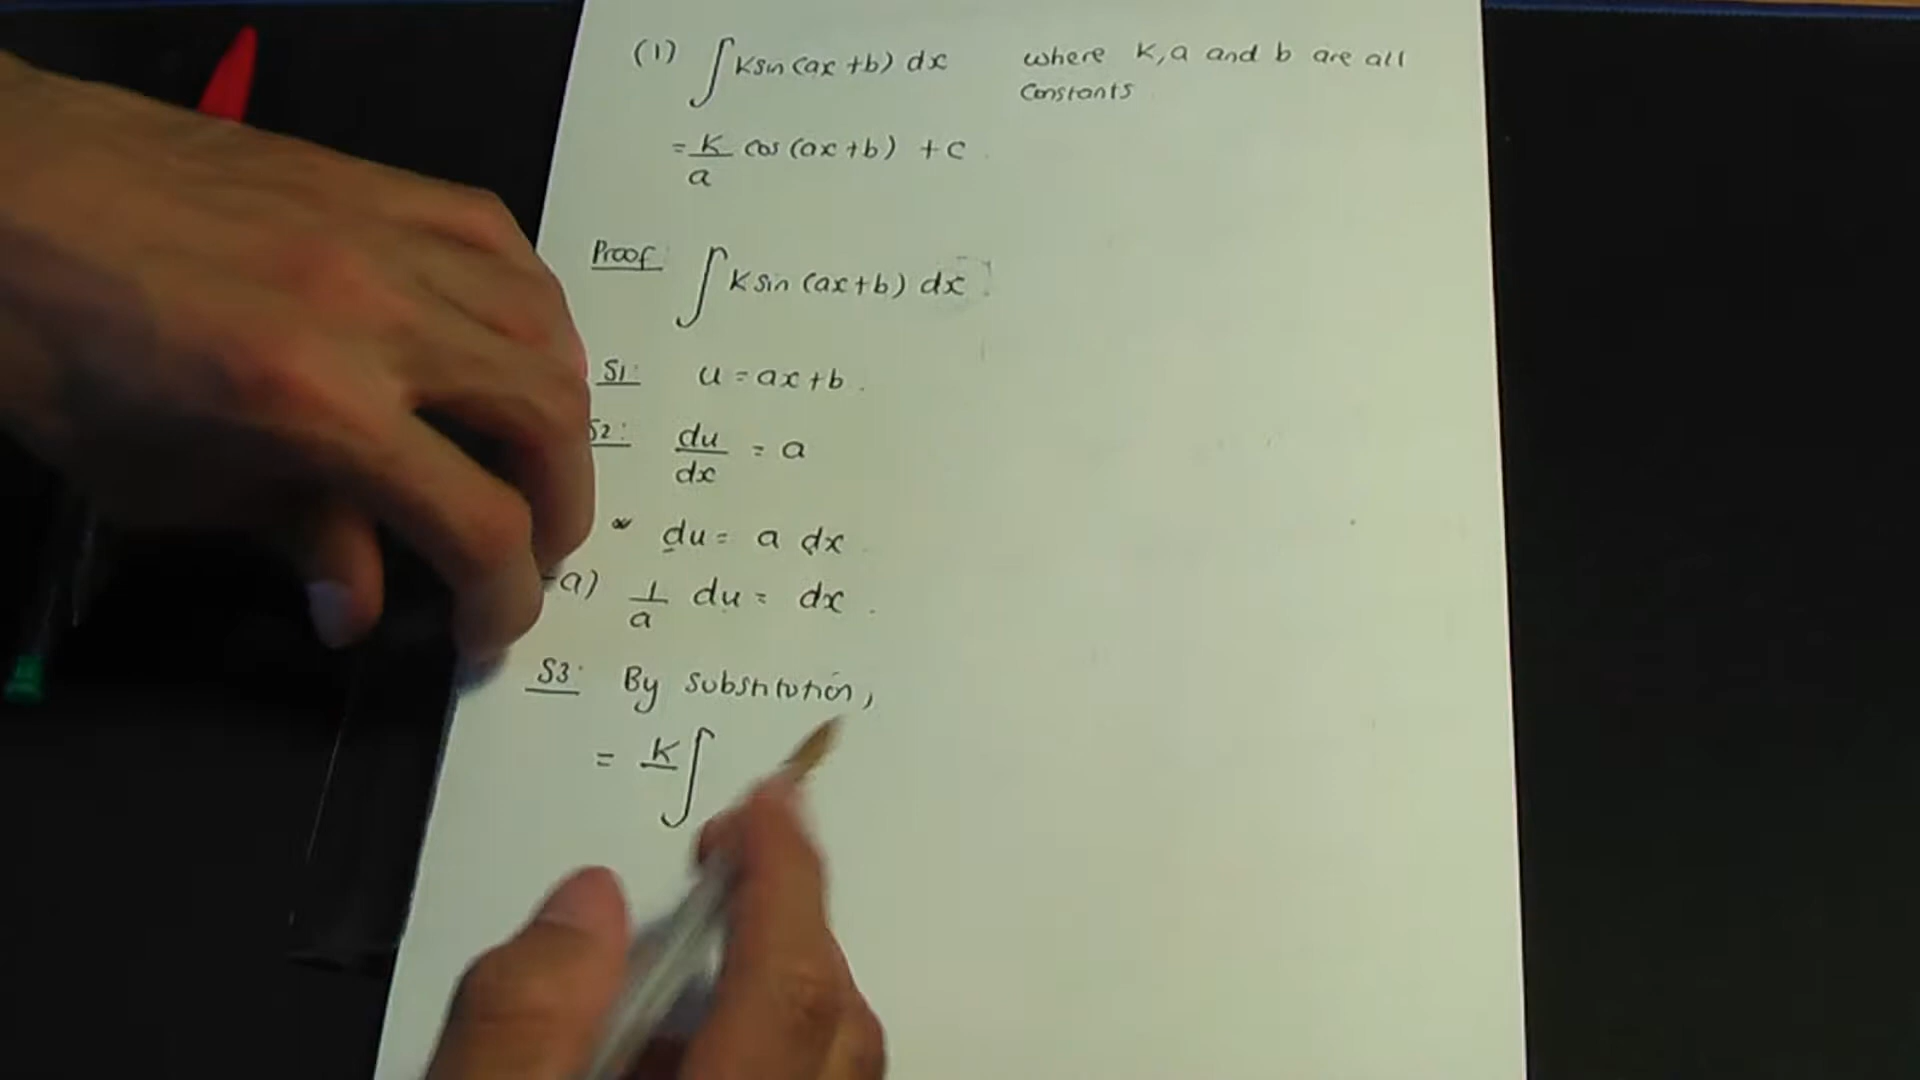 (1) ∫ K sin (ax + b) dx where K, a and b are all
constants
= K/a cos (ax + b) + c
Proof: ∫ K sin (ax + b) dx
S1: u = ax + b
S2: du/dx = a
du = a dx
a) 1/a du = dx
S3: By substitution,
= K ∫